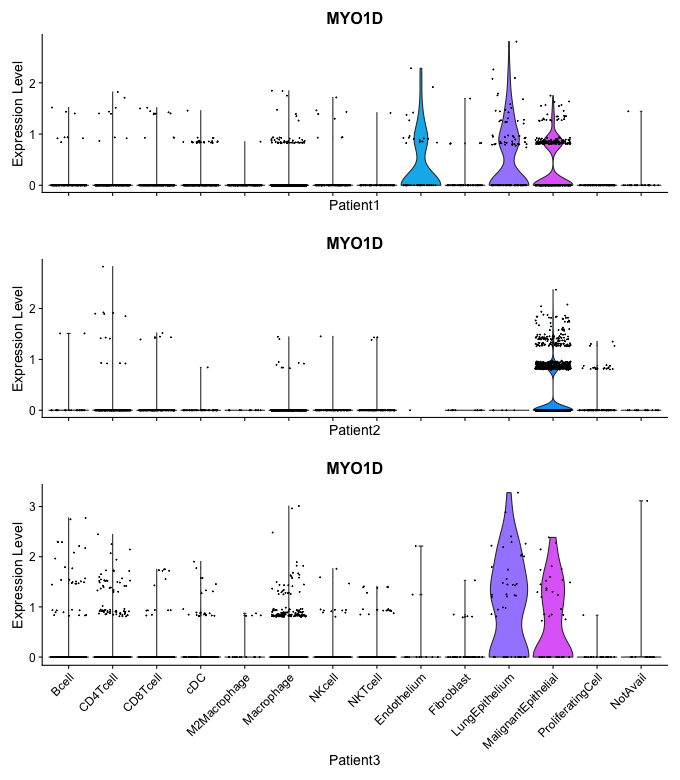 MYO1D
Expression Level
2
1
0
Patient1
MYO1D
Expression Level
2
1
0
Patient2
MYO1D
Expression Level
3
2
1
0
Bcell
CD4Tcell
CD8Tcell
cDC
M2Macrophage
Macrophage
NKcell
NKTcell
Endothelium
Fibroblast
LungEpithelium
MalignantEpithelial
ProliferatingCell
NotAvail
Patient3